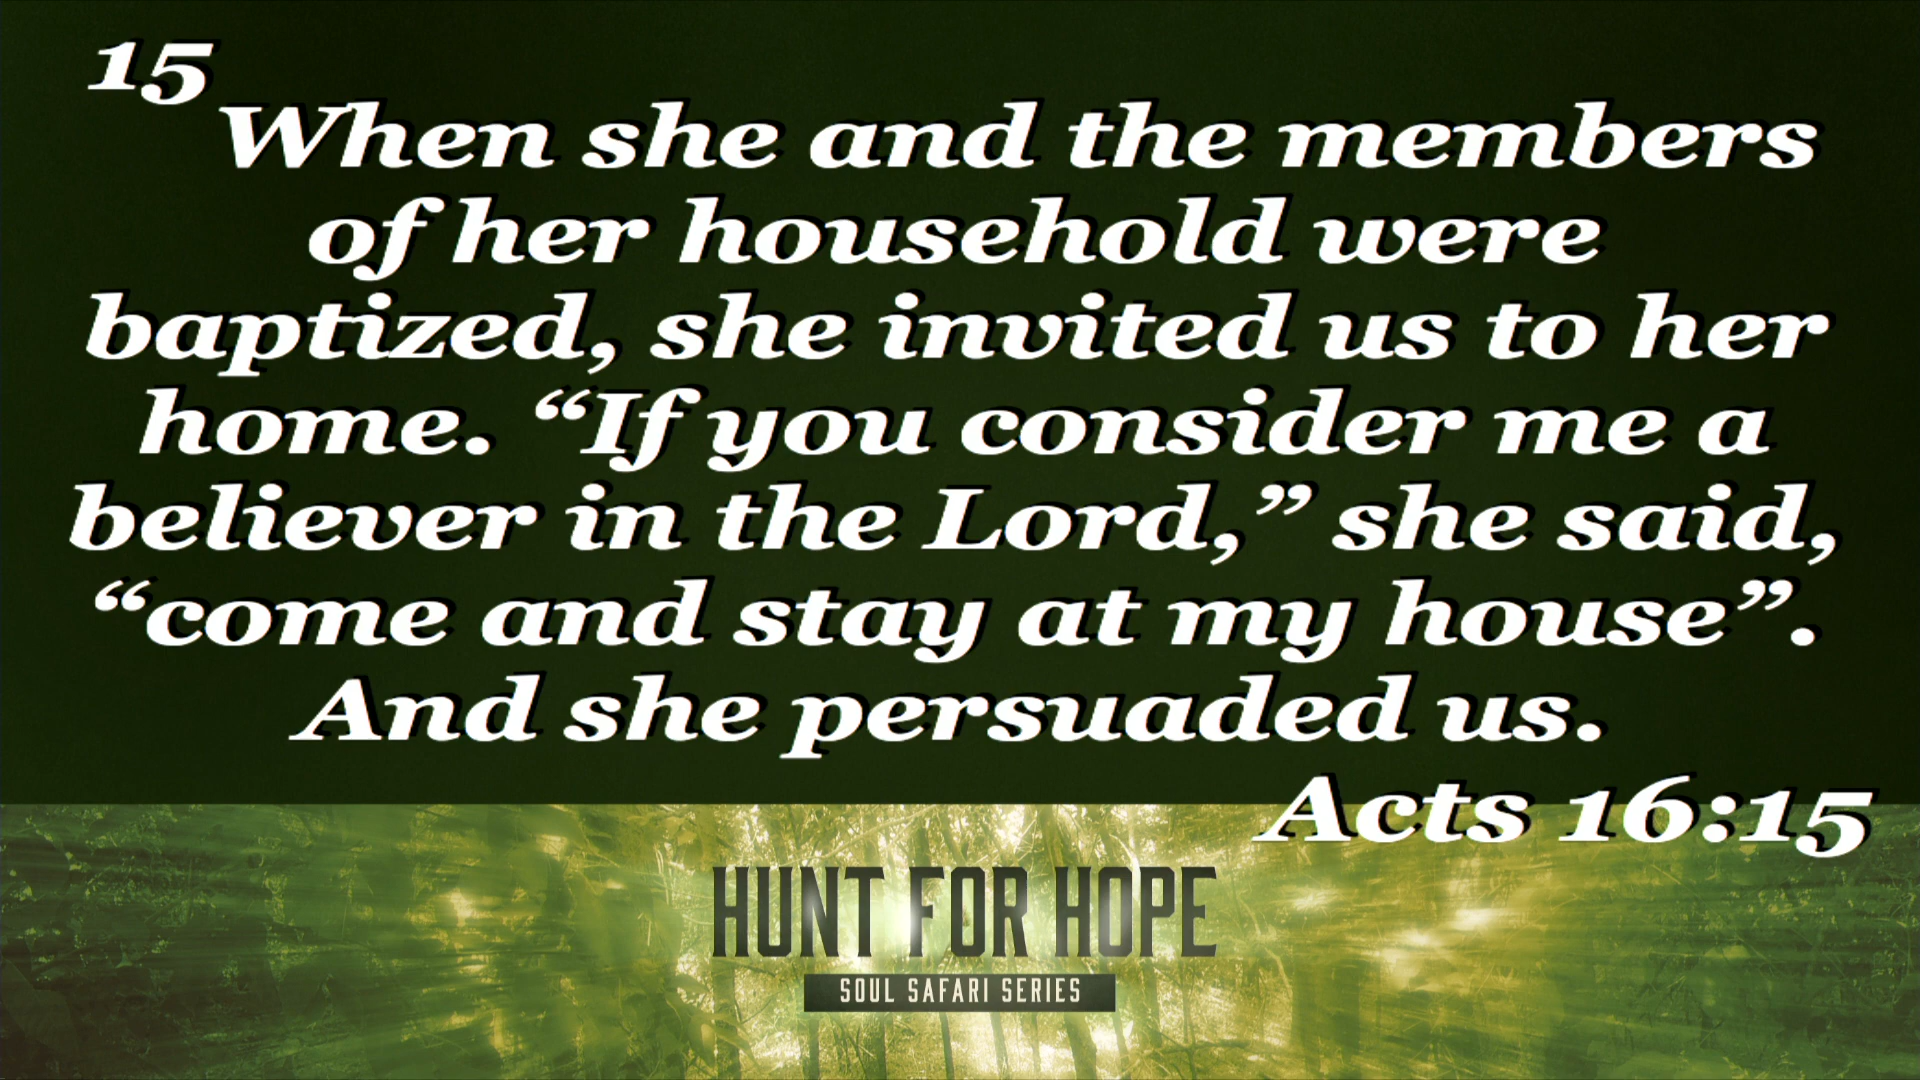 15
When she and the members
of her household were
baptized, she invited us to her
home. “If you consider me a
believer in the Lord,” she said,
“come and stay at my house”.
And she persuaded us.
Acts 16:15
HUNT FOR HOPE
SOUL SAFARI SERIES